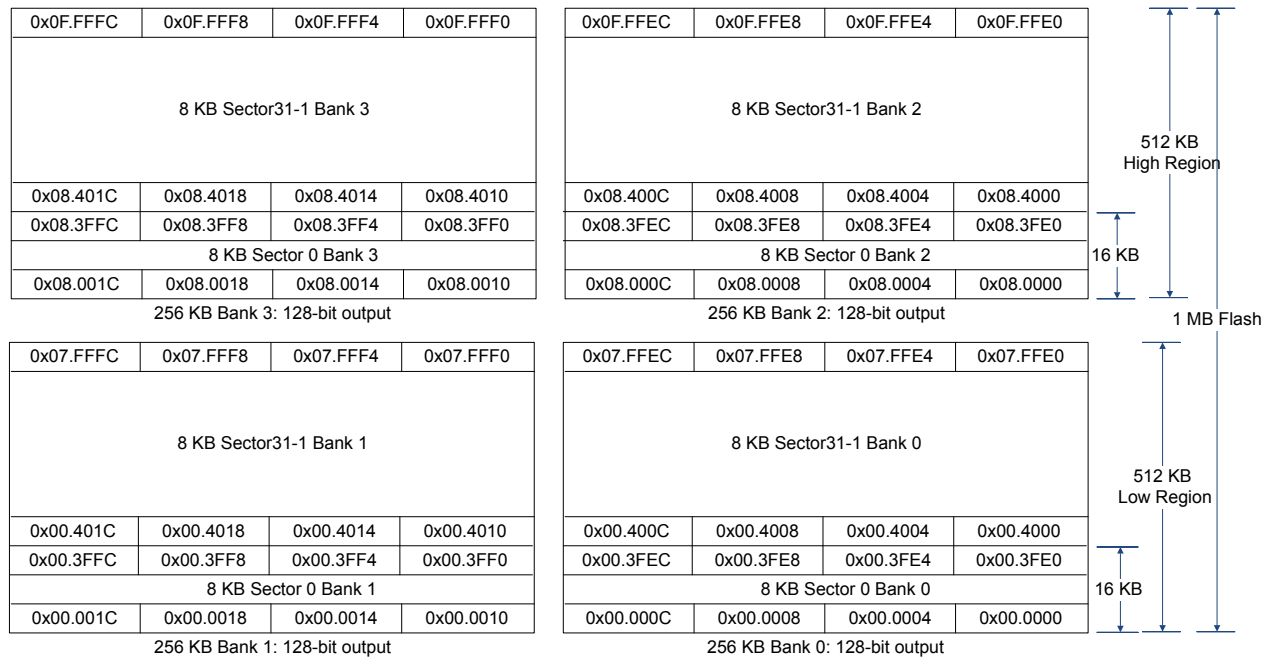 0x0F.FFFC 0x0F.FFF8 0x0F.FFF4 0x0F.FFF0 0x0F.FFEC 0x0F.FFE8 0x0F.FFE4 0x0F.FFE0
8 KB Sector31-1 Bank 3 8 KB Sector31-1 Bank 2
512 KB
High Region
0x08.401C 0x08.4018 0x08.4014 0x08.4010 0x08.400C 0x08.4008 0x08.4004 0x08.4000
0x08.3FFC 0x08.3FF8 0x08.3FF4 0x08.3FF0 0x08.3FEC 0x08.3FE8 0x08.3FE4 0x08.3FE0
8 KB Sector 0 Bank 3 8 KB Sector 0 Bank 2 16 KB
0x08.001C 0x08.0018 0x08.0014 0x08.0010 0x08.000C 0x08.0008 0x08.0004 0x08.0000
256 KB Bank 3: 128-bit output 256 KB Bank 2: 128-bit output
1 MB Flash
0x07.FFFC 0x07.FFF8 0x07.FFF4 0x07.FFF0 0x07.FFEC 0x07.FFE8 0x07.FFE4 0x07.FFE0
8 KB Sector31-1 Bank 1 8 KB Sector31-1 Bank 0
512 KB
Low Region
0x00.401C 0x00.4018 0x00.4014 0x00.4010 0x00.400C 0x00.4008 0x00.4004 0x00.4000
0x00.3FFC 0x00.3FF8 0x00.3FF4 0x00.3FF0 0x00.3FEC 0x00.3FE8 0x00.3FE4 0x00.3FE0
8 KB Sector 0 Bank 1 8 KB Sector 0 Bank 0 16 KB
0x00.001C 0x00.0018 0x00.0014 0x00.0010 0x00.000C 0x00.0008 0x00.0004 0x00.0000
256 KB Bank 1: 128-bit output 256 KB Bank 0: 128-bit output